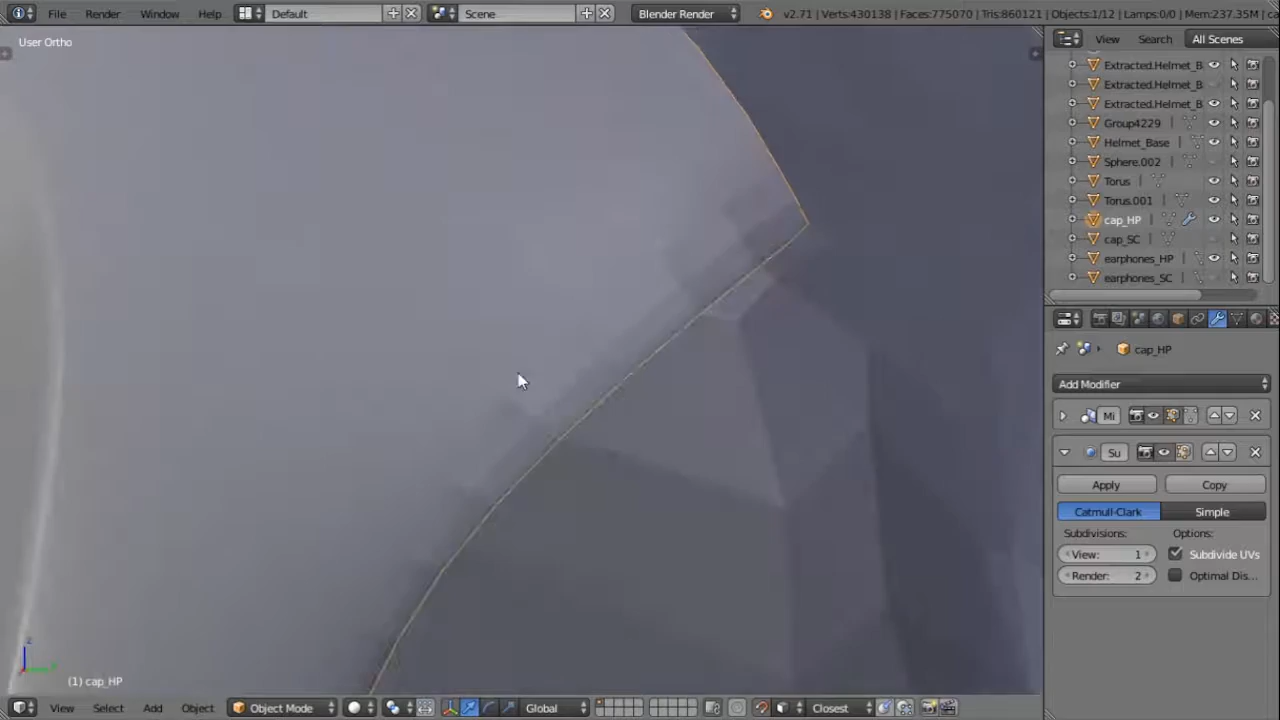 File Render Window Help Default Scene Blender Render v2.71 | Verts:430138 | Faces:775070 | Tris:860121 | Objects:1/12 | Lamps:0/0 | Mem:237.35M | ca
User Ortho
View Search All Scenes
Extracted.Helmet_B
Extracted.Helmet_B
Extracted.Helmet_B
Group4229
Helmet_Base
Sphere.002
Torus
Torus.001
cap_HP
cap_SC
earphones_HP
earphones_SC
cap_HP
Add Modifier
Mi
Su
Apply Copy
Catmull-Clark Simple
Subdivisions: Options:
View: 1 Subdivide UVs
Render: 2 Optimal Dis...
z
(1) cap_HP
View Select Add Object Object Mode Global Closest